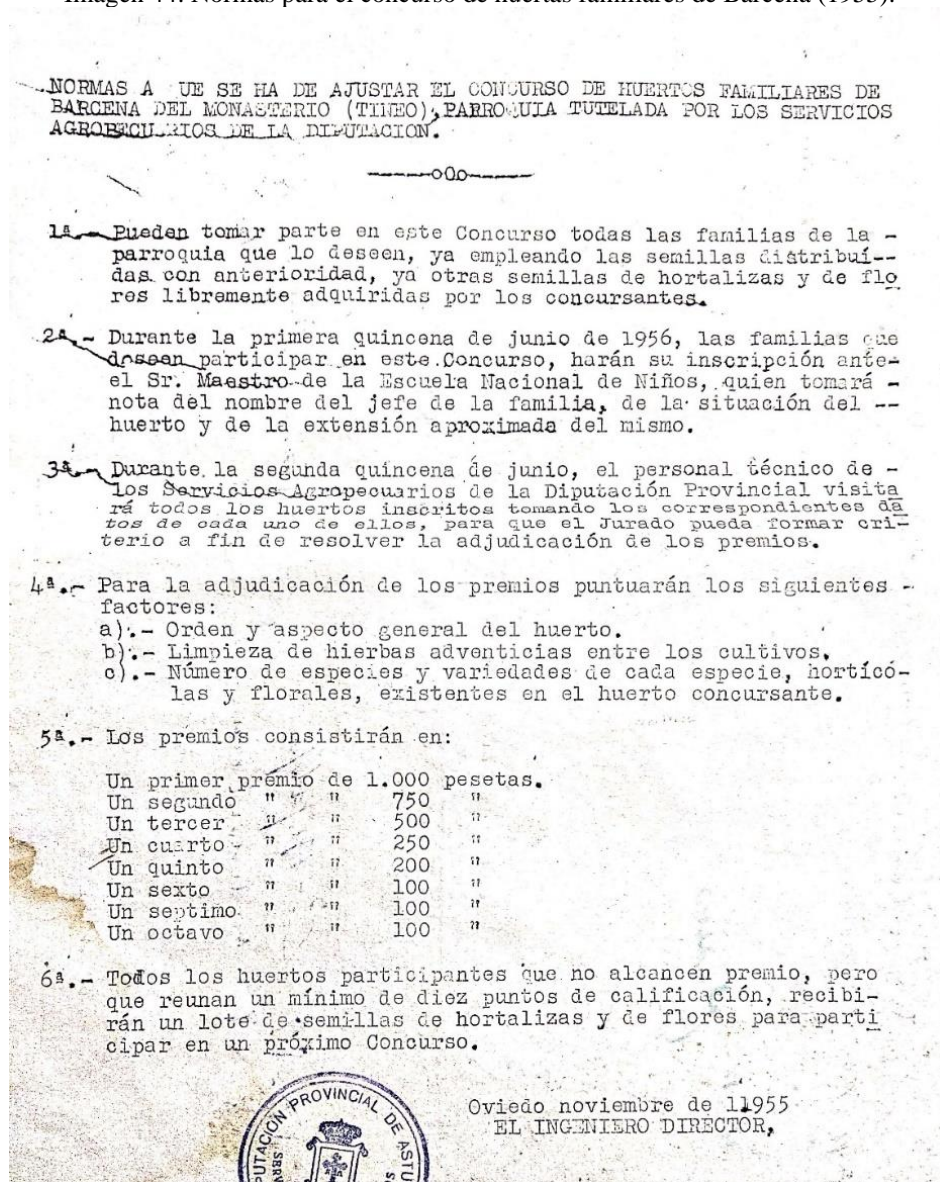 Imagen 44. Normas para el concurso de huertas familiares de Bárcena (1955).
NORMAS A UE SE HA DE AJUSTAR EL CONCURSO DE HUERTOS FAMILIARES DE
BARCENA DEL MONASTERIO (TINEO), PARROQUIA TUTELADA POR LOS SERVICIOS
AGROPECUARIOS DE LA DIPUTACION.
-----o0o-----
1ª.- Pueden tomar parte en este Concurso todas las familias de la -
parroquia que lo deseen, ya empleando las semillas distribuí--
das con anterioridad, ya otras semillas de hortalizas y de flo
res libremente adquiridas por los concursantes.
2ª.- Durante la primera quincena de junio de 1956, las familias que
deseen participar en este Concurso, harán su inscripción ante-
el Sr. Maestro de la Escuela Nacional de Niños, quien tomará -
nota del nombre del jefe de la familia, de la situación del --
huerto y de la extensión aproximada del mismo.
3ª.- Durante la segunda quincena de junio, el personal técnico de -
los Servicios Agropecuarios de la Diputación Provincial visita
rá todos los huertos inscritos tomando los correspondientes da
tos de cada uno de ellos, para que el Jurado pueda formar cri-
terio a fin de resolver la adjudicación de los premios.
4ª.- Para la adjudicación de los premios puntuarán los siguientes -
factores:
a).- Orden y aspecto general del huerto.
b).- Limpieza de hierbas adventicias entre los cultivos.
c).- Número de especies y variedades de cada especie, hortíco-
las y florales, existentes en el huerto concursante.
5ª.- Los premios consistirán en:
Un primer premio de 1.000 pesetas.
Un segundo " " 750 "
Un tercer " " 500 "
Un cuarto " " 250 "
Un quinto " " 200 "
Un sexto " " 100 "
Un septimo " " 100 "
Un octavo " " 100 "
6ª.- Todos los huertos participantes que no alcancen premio, pero
que reunan un mínimo de diez puntos de calificación, recibi-
rán un lote de semillas de hortalizas y de flores para parti
cipar en un próximo Concurso.
Oviedo noviembre de 11955
EL INGENIERO DIRECTOR,
PROVINCIAL DE